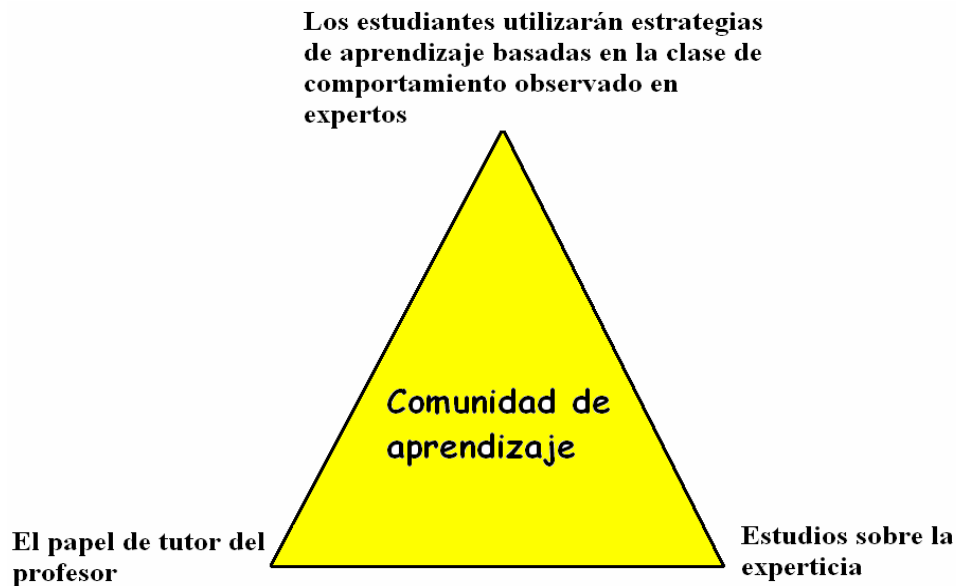 Los estudiantes utilizarán estrategias
de aprendizaje basadas en la clase de
comportamiento observado en
expertos
Comunidad de
aprendizaje
El papel de tutor del
profesor
Estudios sobre la
experticia